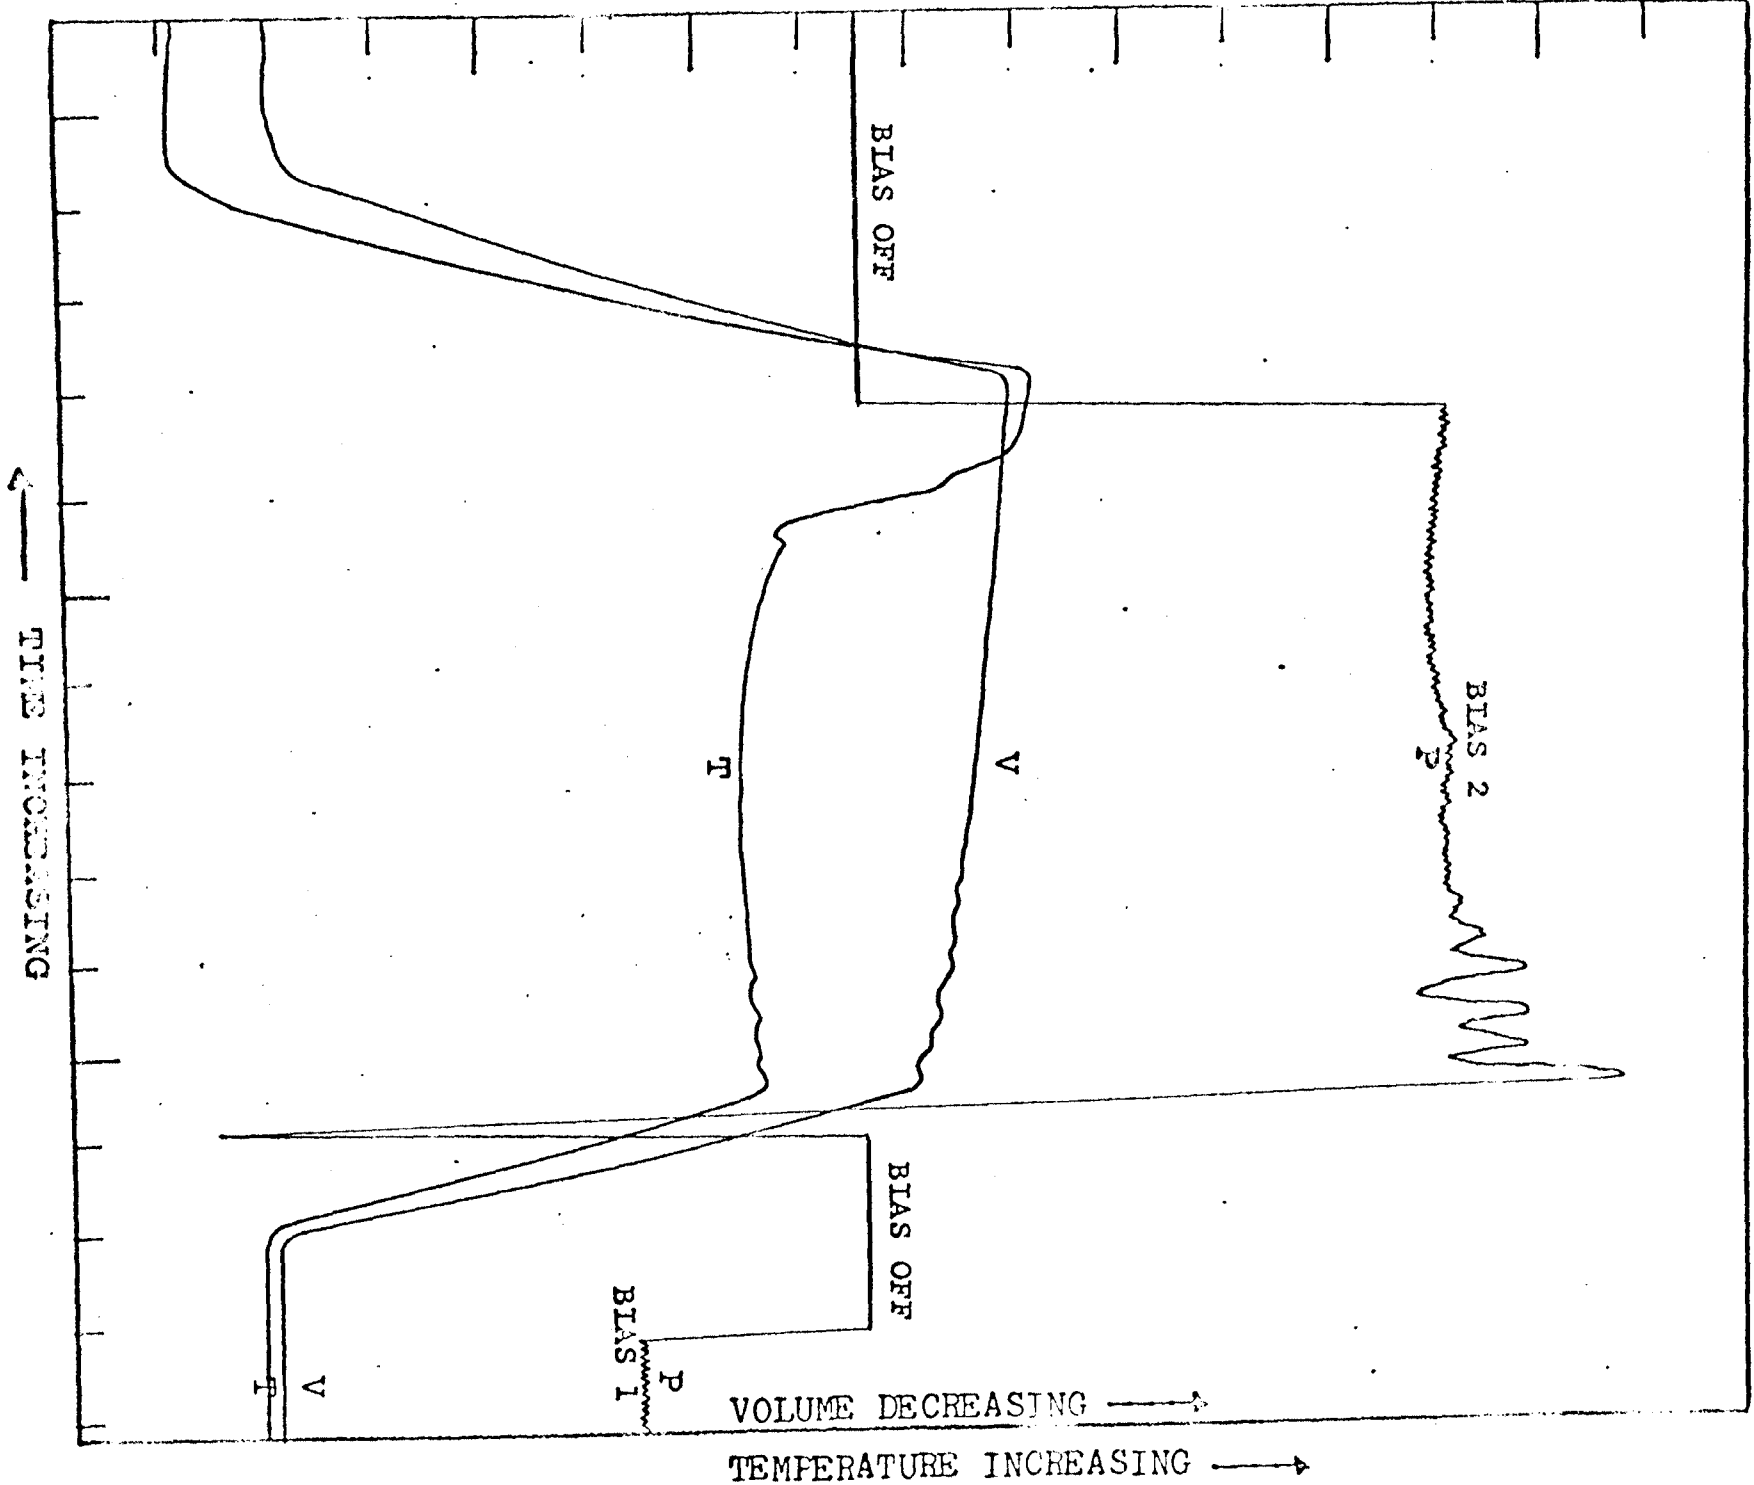 BIAS OFF
BIAS 2
P
V
T
BIAS OFF
BIAS 1
P
V
T
VOLUME DECREASING
TEMPERATURE INCREASING
TIME INCREASING